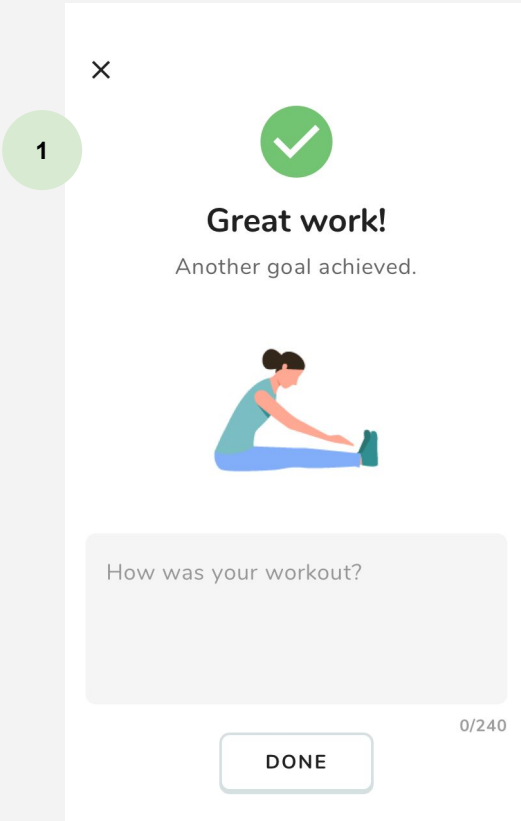 1
Great work!
Another goal achieved.
How was your workout?
0/240
DONE